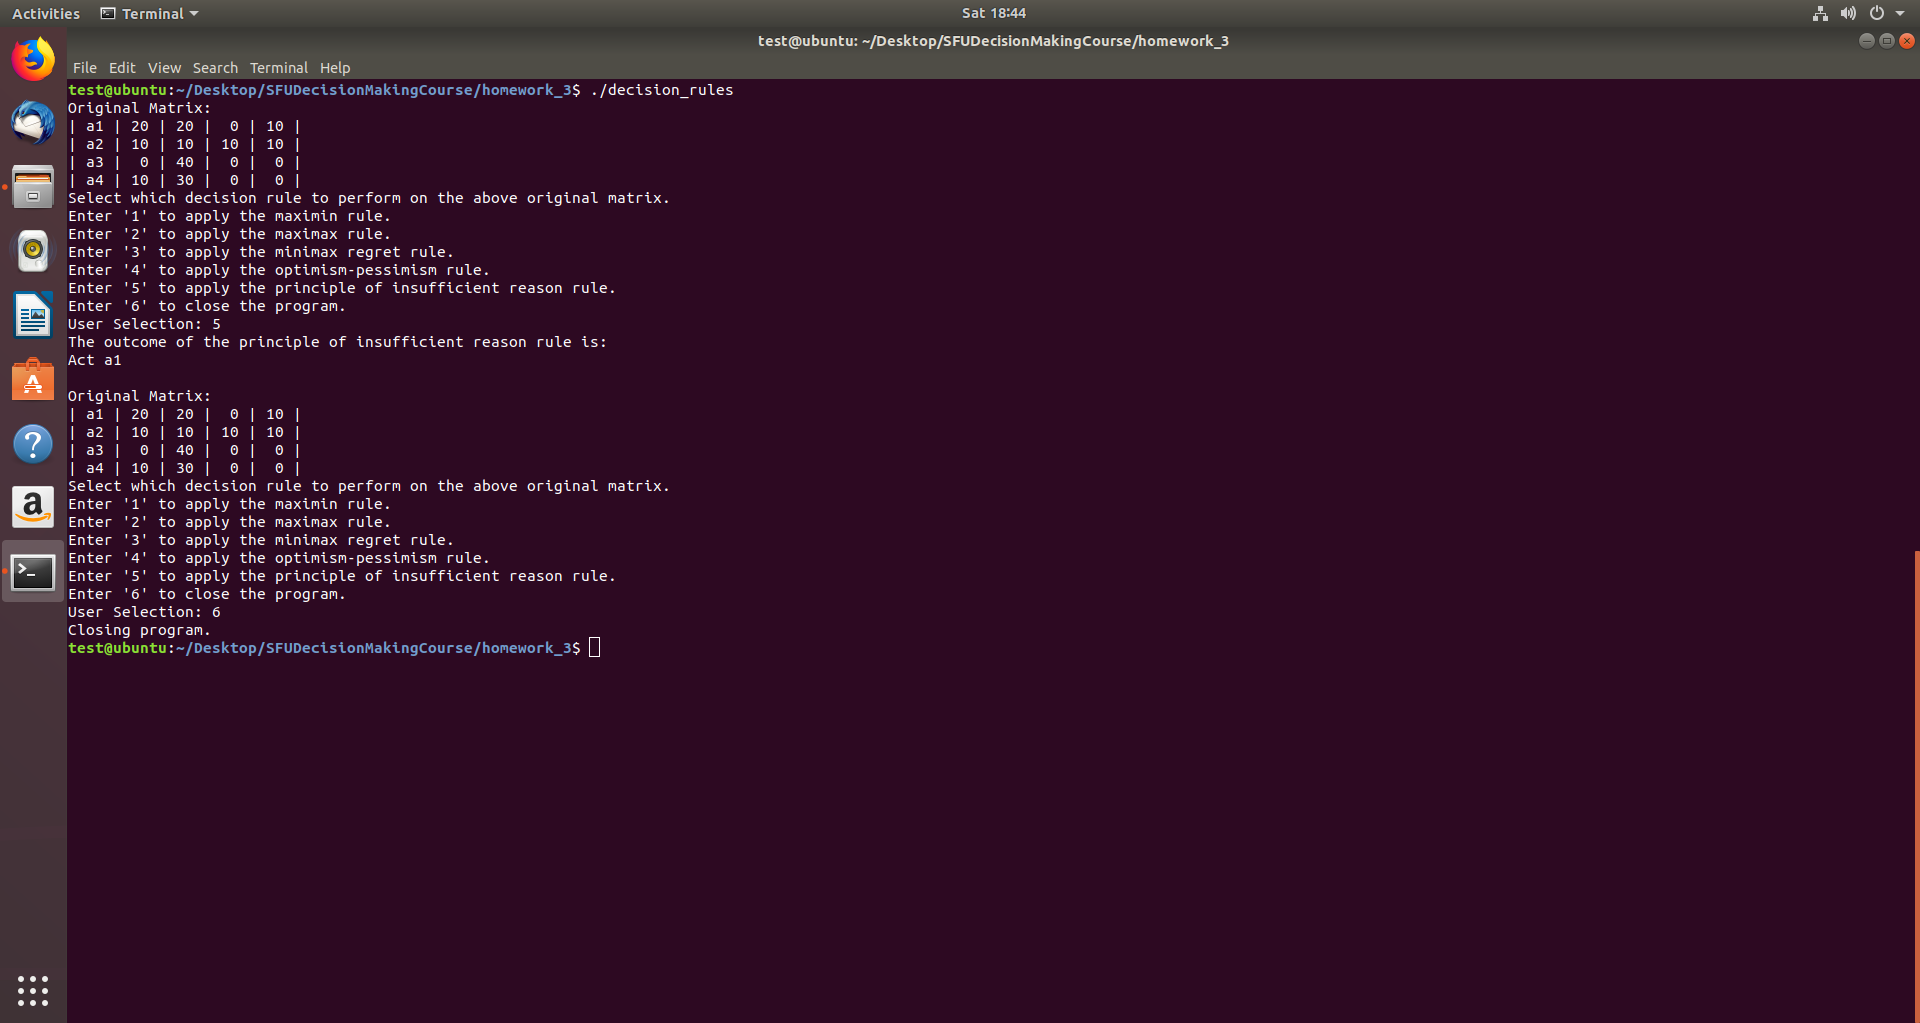 Activities Terminal Sat 18:44
test@ubuntu: ~/Desktop/SFUDecisionMakingCourse/homework_3
File Edit View Search Terminal Help
test@ubuntu:~/Desktop/SFUDecisionMakingCourse/homework_3$ ./decision_rules
Original Matrix:
| a1 | 20 | 20 |  0 | 10 |
| a2 | 10 | 10 | 10 | 10 |
| a3 |  0 | 40 |  0 |  0 |
| a4 | 10 | 30 |  0 |  0 |
Select which decision rule to perform on the above original matrix.
Enter '1' to apply the maximin rule.
Enter '2' to apply the maximax rule.
Enter '3' to apply the minimax regret rule.
Enter '4' to apply the optimism-pessimism rule.
Enter '5' to apply the principle of insufficient reason rule.
Enter '6' to close the program.
User Selection: 5
The outcome of the principle of insufficient reason rule is:
Act a1
Original Matrix:
| a1 | 20 | 20 |  0 | 10 |
| a2 | 10 | 10 | 10 | 10 |
| a3 |  0 | 40 |  0 |  0 |
| a4 | 10 | 30 |  0 |  0 |
Select which decision rule to perform on the above original matrix.
Enter '1' to apply the maximin rule.
Enter '2' to apply the maximax rule.
Enter '3' to apply the minimax regret rule.
Enter '4' to apply the optimism-pessimism rule.
Enter '5' to apply the principle of insufficient reason rule.
Enter '6' to close the program.
User Selection: 6
Closing program.
test@ubuntu:~/Desktop/SFUDecisionMakingCourse/homework_3$